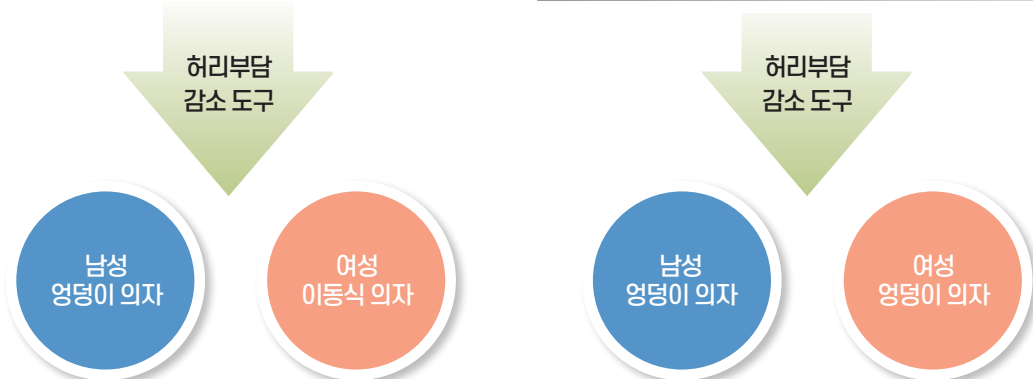 허리부담
감소 도구
남성
엉덩이 의자
여성
이동식 의자
허리부담
감소 도구
남성
엉덩이 의자
여성
엉덩이 의자